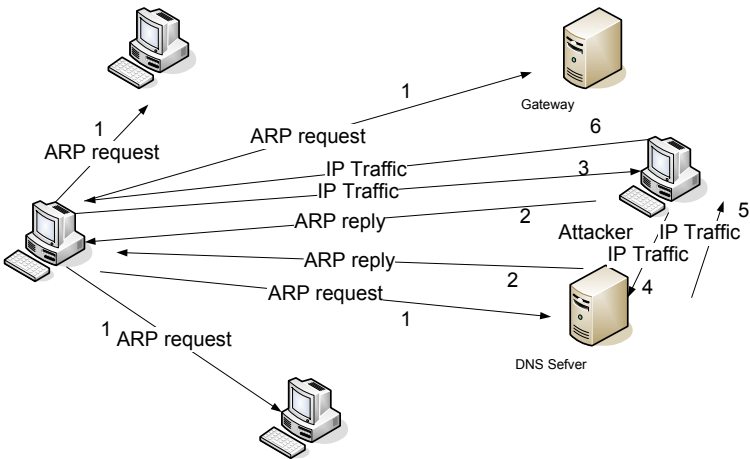 1
Gateway
1
ARP request
ARP request
6
IP Traffic
3
IP Traffic
2
ARP reply
5
Attacker
IP Traffic
IP Traffic
ARP reply
2
4
ARP request
1
1
ARP request
DNS Sefver